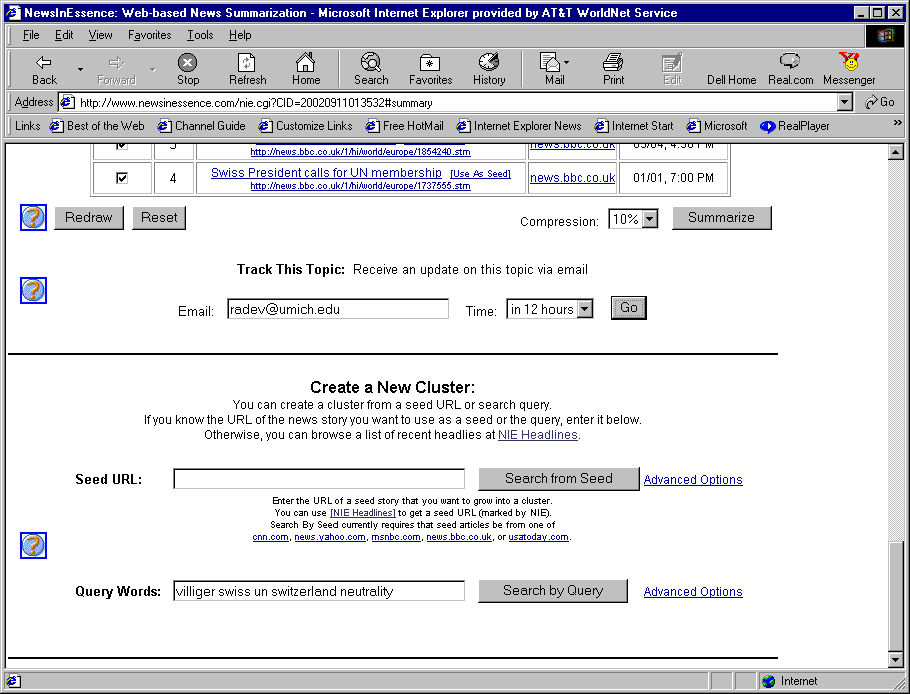 NewsInEssence: Web-based News Summarization - Microsoft Internet Explorer provided by AT&T WorldNet Service
File Edit View Favorites Tools Help
Back Forward Stop Refresh Home Search Favorites History Mail Print Edit Dell Home Real.com Messenger
Address http://www.newsinessence.com/nie.cgi?CID=20020911013532#summary Go
Links Best of the Web Channel Guide Customize Links Free HotMail Internet Explorer News Internet Start Microsoft RealPlayer »
http://news.bbc.co.uk/1/hi/world/europe/1854240.stm news.bbc.co.uk
4 Swiss President calls for UN membership [Use As Seed] news.bbc.co.uk 01/01, 7:00 PM
http://news.bbc.co.uk/1/hi/world/europe/1737555.stm
Redraw Reset Compression: 10% Summarize
Track This Topic: Receive an update on this topic via email
Email: radev@umich.edu Time: in 12 hours Go
Create a New Cluster:
You can create a cluster from a seed URL or search query.
If you know the URL of the news story you want to use as a seed or the query, enter it below.
Otherwise, you can browse a list of recent headlies at NIE Headlines.
Seed URL: Search from Seed Advanced Options
Enter the URL of a seed story that you want to grow into a cluster.
You can use [NIE Headlines] to get a seed URL (marked by NIE).
Search By Seed currently requires that seed articles be from one of
cnn.com, news.yahoo.com, msnbc.com, news.bbc.co.uk, or usatoday.com.
Query Words: villiger swiss un switzerland neutrality Search by Query Advanced Options
Internet